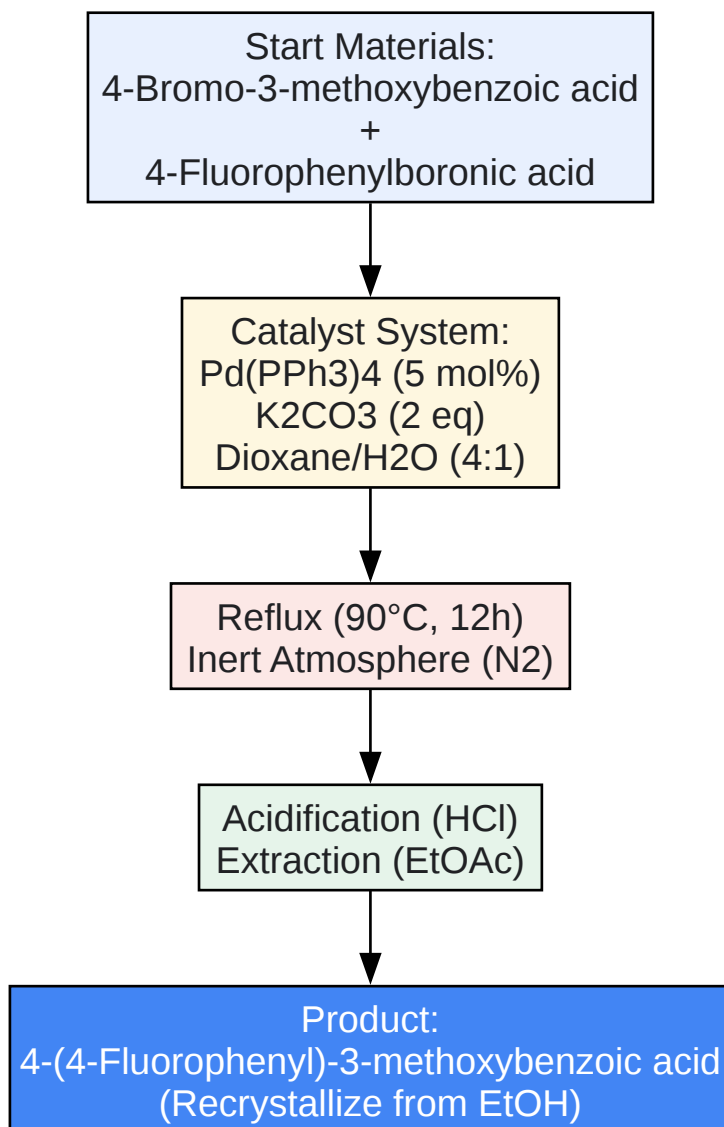 Start Materials:
4-Bromo-3-methoxybenzoic acid
+
4-Fluorophenylboronic acid
Catalyst System:
Pd(PPh3)4 (5 mol%)
K2CO3 (2 eq)
Dioxane/H2O (4:1)
Reflux (90°C, 12h)
Inert Atmosphere (N2)
Acidification (HCl)
Extraction (EtOAc)
Product:
4-(4-Fluorophenyl)-3-methoxybenzoic acid
(Recrystallize from EtOH)